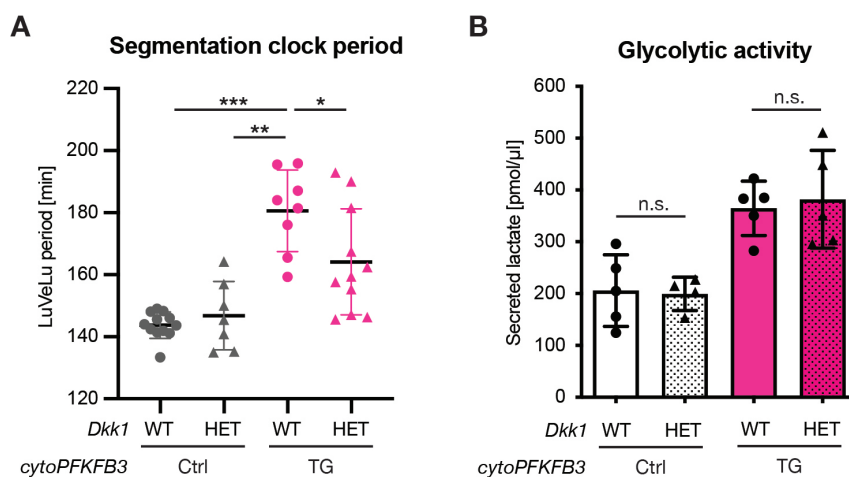 A
Segmentation clock period
LuVeLu period [min]
220
200
180
160
140
120
***
*
**
Dkk1 WT HET WT HET
cytoPFKFB3 Ctrl TG
B
Glycolytic activity
Secreted lactate [pmol/µl]
600
500
400
300
200
100
0
n.s.
n.s.
Dkk1 WT HET WT HET
cytoPFKFB3 Ctrl TG